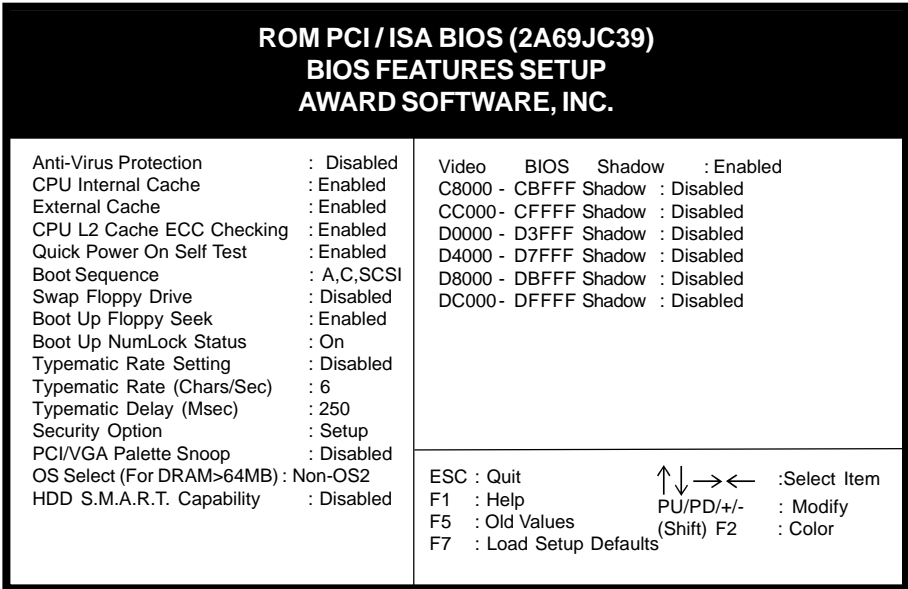 ROM PCI / ISA BIOS (2A69JC39)
BIOS FEATURES SETUP
AWARD SOFTWARE, INC.
Anti-Virus Protection : Disabled
CPU Internal Cache : Enabled
External Cache : Enabled
CPU L2 Cache ECC Checking : Enabled
Quick Power On Self Test : Enabled
Boot Sequence : A,C,SCSI
Swap Floppy Drive : Disabled
Boot Up Floppy Seek : Enabled
Boot Up NumLock Status : On
Typematic Rate Setting : Disabled
Typematic Rate (Chars/Sec) : 6
Typematic Delay (Msec) : 250
Security Option : Setup
PCI/VGA Palette Snoop : Disabled
OS Select (For DRAM>64MB) : Non-OS2
HDD S.M.A.R.T. Capability : Disabled
Video BIOS Shadow : Enabled
C8000 - CBFFF Shadow : Disabled
CC000 - CFFFF Shadow : Disabled
D0000 - D3FFF Shadow : Disabled
D4000 - D7FFF Shadow : Disabled
D8000 - DBFFF Shadow : Disabled
DC000 - DFFFF Shadow : Disabled
ESC : Quit ↑↓→← :Select Item
F1 : Help PU/PD/+/- : Modify
F5 : Old Values (Shift) F2 : Color
F7 : Load Setup Defaults